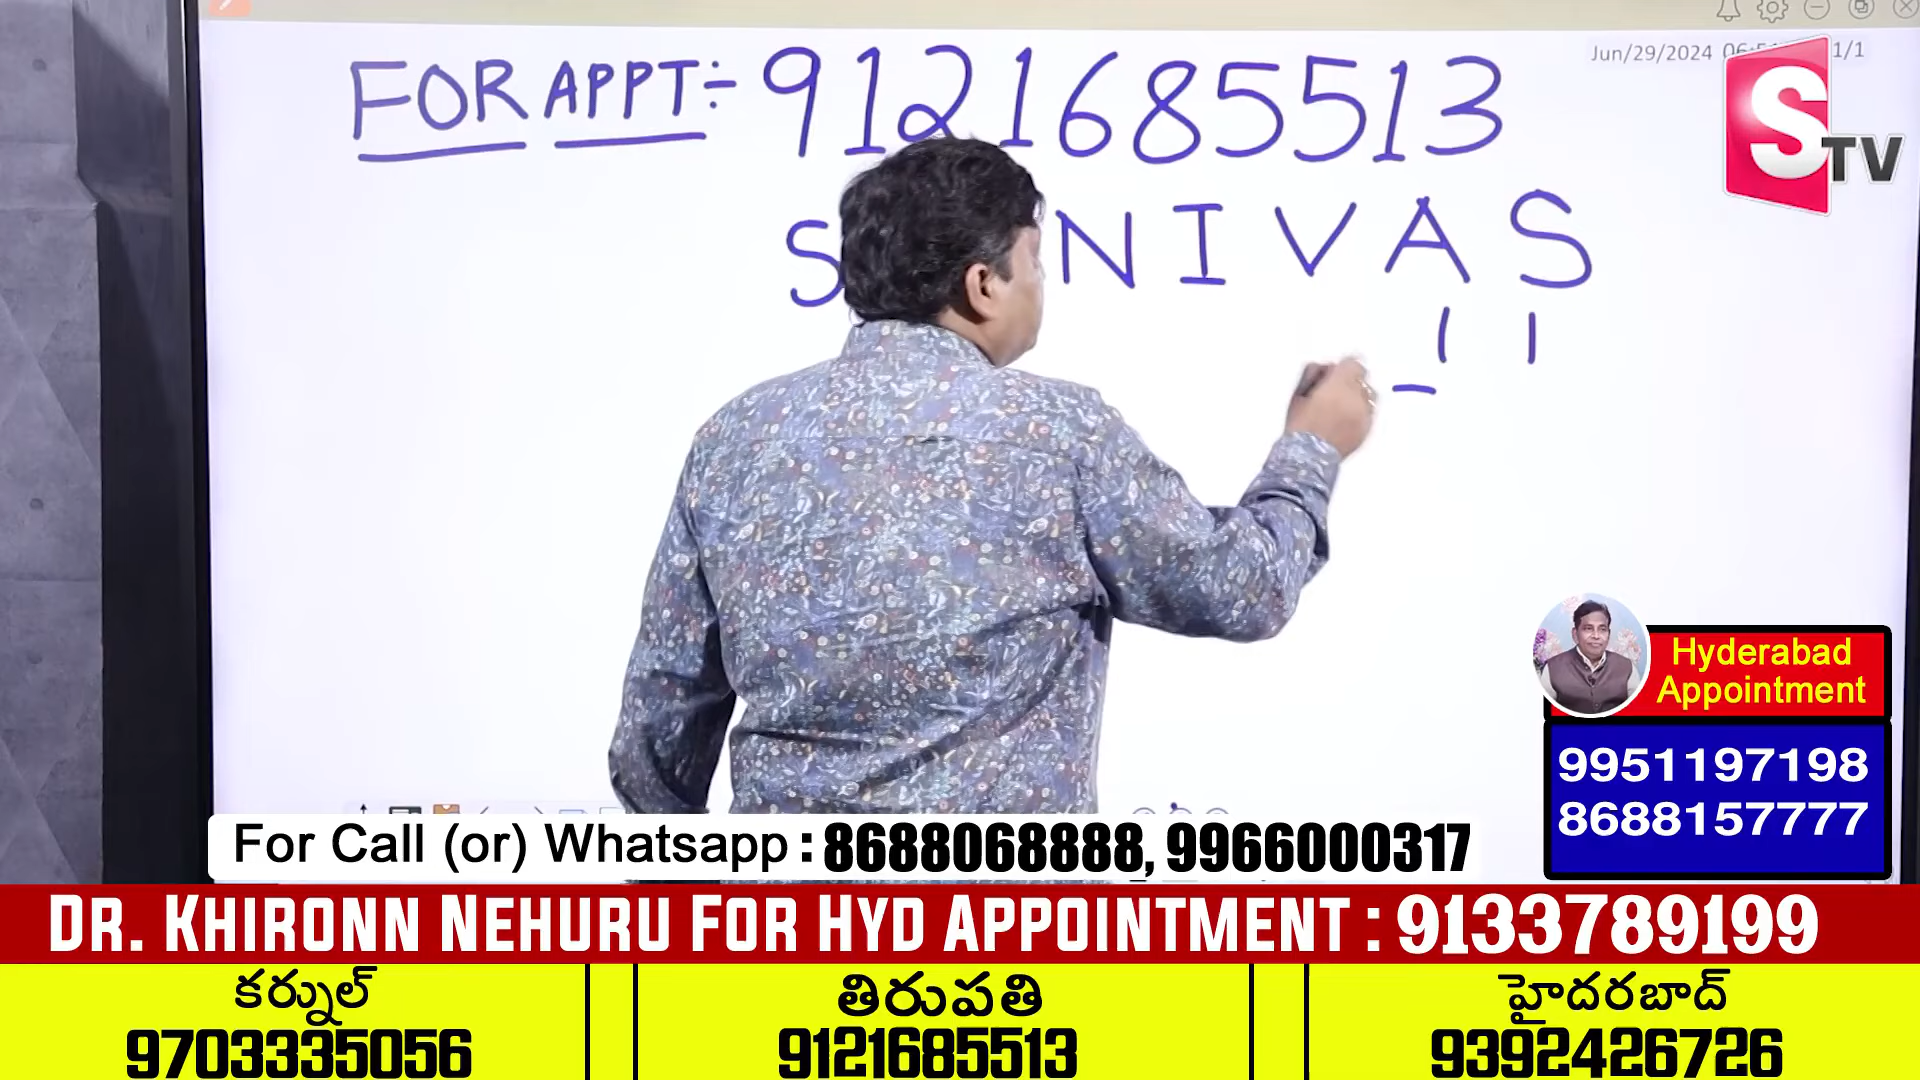 Jun/29/2024
1/1
FOR APPT:- 9121685513
S NIVAS
S TV
Hyderabad
Appointment
9951197198
8688157777
For Call (or) Whatsapp : 8688068888, 9966000317
DR. KHIRONN NEHURU FOR HYD APPOINTMENT : 9133789199
కర్నూల్
9703335056
తిరుపతి
9121685513
హైదరబాద్
9392426726